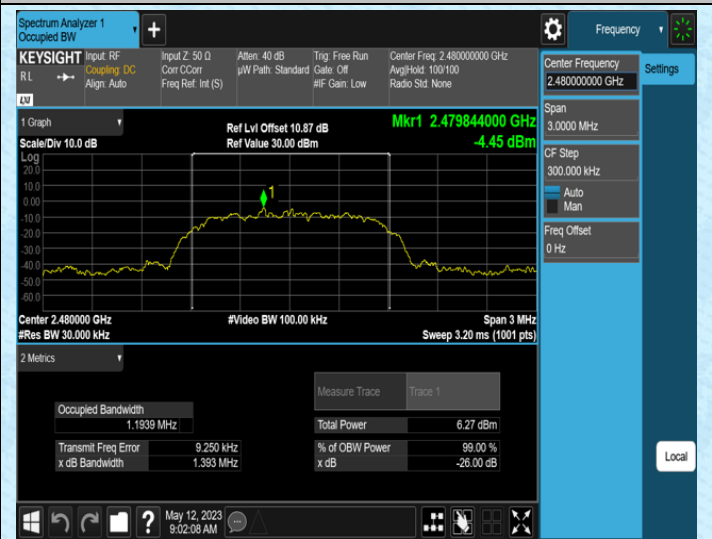 Spectrum Analyzer 1
Occupied BW
+
Frequency
KEYSIGHT Input: RF Input Z: 50 Ω Atten: 40 dB Trig: Free Run Center Freq: 2.480000000 GHz
RL Coupling: DC Corr CCorr µW Path: Standard Gate: Off Avg|Hold: 100/100
Align: Auto Freq Ref: Int (S) #IF Gain: Low Radio Std: None
LXI
Center Frequency
2.480000000 GHz
Settings
Span
3.0000 MHz
CF Step
300.000 kHz
Auto
Man
Freq Offset
0 Hz
Local
1 Graph
Ref Lvl Offset 10.87 dB Mkr1 2.479844000 GHz
Scale/Div 10.0 dB Ref Value 30.00 dBm -4.45 dBm
Log
20.0
10.0
0.00
-10.0
-20.0
-30.0
-40.0
-50.0
-60.0
1
Center 2.480000 GHz #Video BW 100.00 kHz Span 3 MHz
#Res BW 30.000 kHz Sweep 3.20 ms (1001 pts)
2 Metrics
Measure Trace Trace 1
Occupied Bandwidth
1.1939 MHz Total Power 6.27 dBm
Transmit Freq Error 9.250 kHz % of OBW Power 99.00 %
x dB Bandwidth 1.393 MHz x dB -26.00 dB
? May 12, 2023
9:02:08 AM